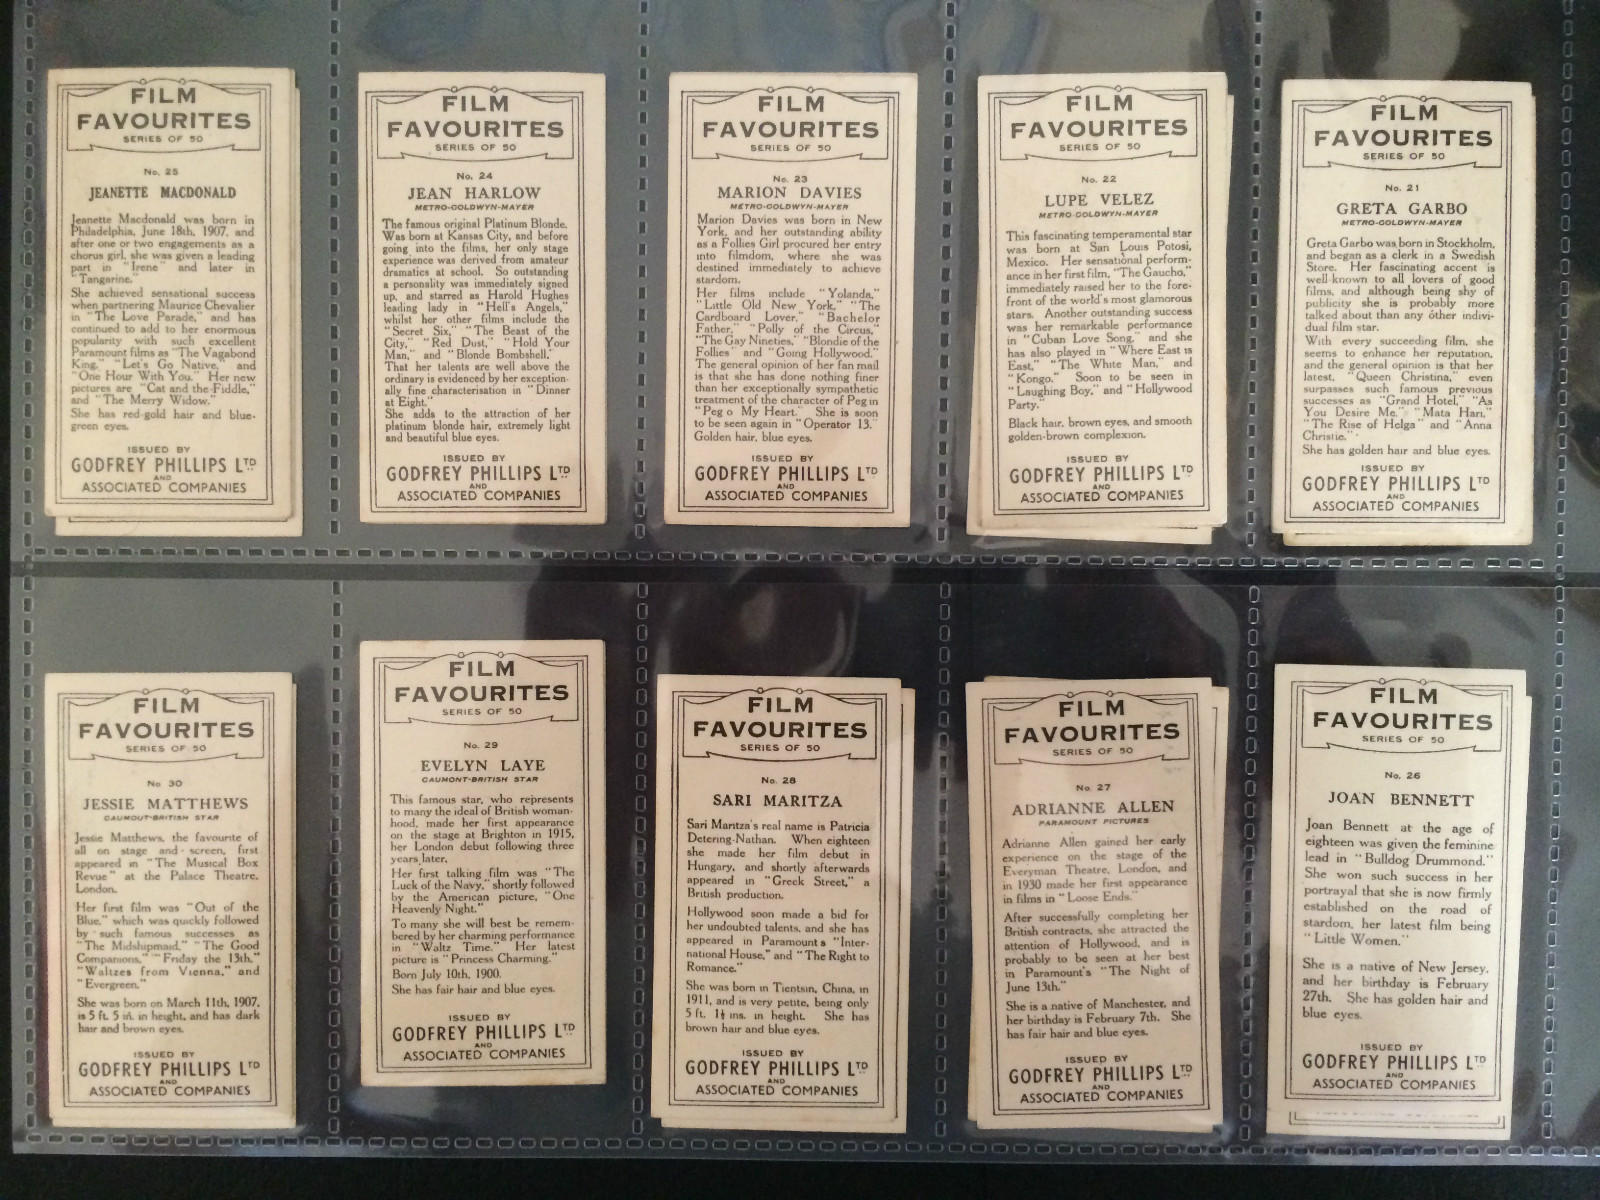 FILM
FAVOURITES
SERIES OF 50
No. 25
JEANETTE MACDONALD
Jeanette Macdonald was born in
Philadelphia, June 18th, 1907, and
after one or two engagements as a
chorus girl, she was given a leading
part in "Irene" and later in
"Tangerine."
She achieved sensational success
when partnering Maurice Chevalier
in "The Love Parade," and has
continued to add to her enormous
popularity with such excellent
Paramount films as "The Vagabond
King," "Let's Go Native," and
"One Hour With You." Her new
pictures are "Cat and the Fiddle,"
and "The Merry Widow."
She has red-gold hair and blue-
green eyes.
ISSUED BY
GODFREY PHILLIPS LTD
AND
ASSOCIATED COMPANIES
FILM
FAVOURITES
SERIES OF 50
No. 24
JEAN HARLOW
METRO-GOLDWYN-MAYER
The famous original Platinum Blonde.
Was born at Kansas City, and before
going into the films, her only stage
experience was derived from amateur
dramatics at school. So outstanding
a personality was immediately signed
up, and starred as Harold Hughes
leading lady in "Hell's Angels,"
whilst her other films include the
"Secret Six," "The Beast of the
City," "Red Dust," "Hold Your
Man," and "Blonde Bombshell."
That her talents are well above the
ordinary is evidenced by her exception-
ally fine characterisation in "Dinner
at Eight."
She adds to the attraction of her
platinum blonde hair, extremely light
and beautiful blue eyes.
ISSUED BY
GODFREY PHILLIPS LTD
AND
ASSOCIATED COMPANIES
FILM
FAVOURITES
SERIES OF 50
No. 23
MARION DAVIES
METRO-GOLDWYN-MAYER
Marion Davies was born in New
York, and her outstanding ability
as a Follies Girl procured her entry
into filmdom, where she was
destined immediately to achieve
stardom.
Her films include "Yolanda,"
"Little Old New York," "The
Cardboard Lover," "Bachelor
Father," "Polly of the Circus,"
"The Gay Nineties," "Blondie of the
Follies" and "Going Hollywood."
The general opinion of her fan mail
is that she has done nothing finer
than her exceptionally sympathetic
treatment of the character of Peg in
"Peg o My Heart." She is soon
to be seen again in "Operator 13."
Golden hair, blue eyes.
ISSUED BY
GODFREY PHILLIPS LTD
AND
ASSOCIATED COMPANIES
FILM
FAVOURITES
SERIES OF 50
No. 22
LUPE VELEZ
METRO-GOLDWYN-MAYER
This fascinating temperamental star
was born at San Louis Potosi,
Mexico. Her sensational perform-
ance in her first film, "The Gaucho,"
immediately raised her to the fore-
front of the world's most glamorous
stars. Another outstanding success
was her remarkable performance
in "Cuban Love Song," and she
has also played in "Where East is
East," "The White Man," and
"Kongo." Soon to be seen in
"Laughing Boy," and "Hollywood
Party."
Black hair, brown eyes, and smooth
golden-brown complexion.
ISSUED BY
GODFREY PHILLIPS LTD
AND
ASSOCIATED COMPANIES
FILM
FAVOURITES
SERIES OF 50
No. 21
GRETA GARBO
METRO-GOLDWYN-MAYER
Greta Garbo was born in Stockholm,
and began as a clerk in a Swedish
Store. Her fascinating accent is
well-known to all lovers of good
films, and although being shy of
publicity she is probably more
talked about than any other indivi-
dual film star.
With every succeeding film, she
seems to enhance her reputation,
and the general opinion is that her
latest, "Queen Christina," even
surpasses such famous previous
successes as "Grand Hotel," "As
You Desire Me," "Mata Hari,"
"The Rise of Helga" and "Anna
Christie."
She has golden hair and blue eyes.
ISSUED BY
GODFREY PHILLIPS LTD
AND
ASSOCIATED COMPANIES
FILM
FAVOURITES
SERIES OF 50
No 30
JESSIE MATTHEWS
GAUMOUT-BRITISH STAR
Jessie Matthews, the favourite of
all on stage and screen, first
appeared in "The Musical Box
Revue" at the Palace Theatre,
London.
Her first film was "Out of the
Blue," which was quickly followed
by such famous successes as
"The Midshipmaid," "The Good
Companions," "Friday the 13th,"
"Waltzes from Vienna," and
"Evergreen."
She was born on March 11th, 1907,
is 5 ft. 5 in. in height, and has dark
hair and brown eyes.
ISSUED BY
GODFREY PHILLIPS LTD
AND
ASSOCIATED COMPANIES
FILM
FAVOURITES
SERIES OF 50
No. 29
EVELYN LAYE
GAUMONT-BRITISH STAR
This famous star, who represents
to many the ideal of British woman-
hood, made her first appearance
on the stage at Brighton in 1915,
her London debut following three
years later.
Her first talking film was "The
Luck of the Navy," shortly followed
by the American picture, "One
Heavenly Night."
To many she will best be remem-
bered by her charming performance
in "Waltz Time." Her latest
picture is "Princess Charming."
Born July 10th, 1900.
She has fair hair and blue eyes.
ISSUED BY
GODFREY PHILLIPS LTD
AND
ASSOCIATED COMPANIES
FILM
FAVOURITES
SERIES OF 50
No. 28
SARI MARITZA
Sari Maritza's real name is Patricia
Detering-Nathan. When eighteen
she made her film debut in
Hungary, and shortly afterwards
appeared in "Greek Street," a
British production.
Hollywood soon made a bid for
her undoubted talents, and she has
appeared in Paramount s "Inter-
national House," and "The Right to
Romance."
She was born in Tientsin, China, in
1911, and is very petite, being only
5 ft. 1½ ins. in height. She has
brown hair and blue eyes.
ISSUED BY
GODFREY PHILLIPS LTD
AND
ASSOCIATED COMPANIES
FILM
FAVOURITES
SERIES OF 50
No. 27
ADRIANNE ALLEN
PARAMOUNT PICTURES
Adrianne Allen gained her early
experience on the stage of the
Everyman Theatre, London, and
in 1930 made her first appearance
in films in "Loose Ends."
After successfully completing her
British contracts, she attracted the
attention of Hollywood, and is
probably to be seen at her best
in Paramount's "The Night of
June 13th."
She is a native of Manchester, and
her birthday is February 7th. She
has fair hair and blue eyes.
ISSUED BY
GODFREY PHILLIPS LTD
AND
ASSOCIATED COMPANIES
FILM
FAVOURITES
SERIES OF 50
No. 26
JOAN BENNETT
Joan Bennett at the age of
eighteen was given the feminine
lead in "Bulldog Drummond."
She won such success in her
portrayal that she is now firmly
established on the road of
stardom, her latest film being
"Little Women."
She is a native of New Jersey,
and her birthday is February
27th. She has golden hair and
blue eyes.
ISSUED BY
GODFREY PHILLIPS LTD
AND
ASSOCIATED COMPANIES